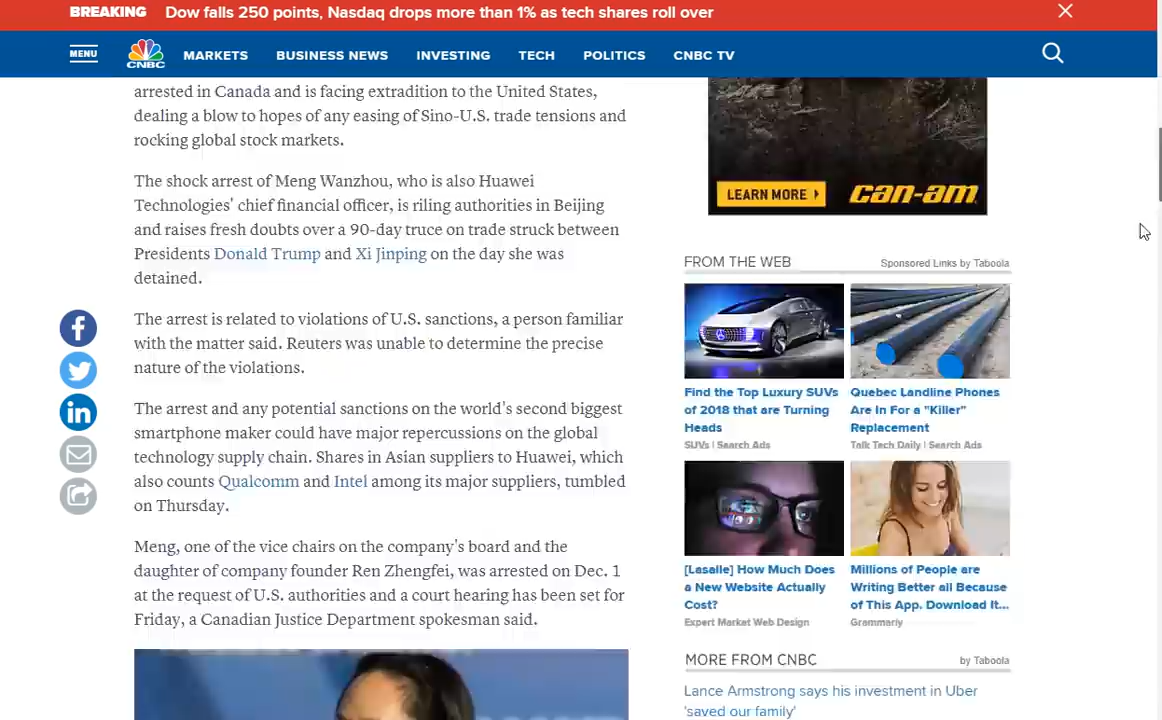 BREAKING Dow falls 250 points, Nasdaq drops more than 1% as tech shares roll over
MENU CNBC MARKETS BUSINESS NEWS INVESTING TECH POLITICS CNBC TV
arrested in Canada and is facing extradition to the United States,
dealing a blow to hopes of any easing of Sino-U.S. trade tensions and
rocking global stock markets.
The shock arrest of Meng Wanzhou, who is also Huawei
Technologies' chief financial officer, is riling authorities in Beijing
and raises fresh doubts over a 90-day truce on trade struck between
Presidents Donald Trump and Xi Jinping on the day she was
detained.
The arrest is related to violations of U.S. sanctions, a person familiar
with the matter said. Reuters was unable to determine the precise
nature of the violations.
The arrest and any potential sanctions on the world's second biggest
smartphone maker could have major repercussions on the global
technology supply chain. Shares in Asian suppliers to Huawei, which
also counts Qualcomm and Intel among its major suppliers, tumbled
on Thursday.
Meng, one of the vice chairs on the company's board and the
daughter of company founder Ren Zhengfei, was arrested on Dec. 1
at the request of U.S. authorities and a court hearing has been set for
Friday, a Canadian Justice Department spokesman said.
LEARN MORE can-am
FROM THE WEB Sponsored Links by Taboola
Find the Top Luxury SUVs
of 2018 that are Turning
Heads
SUVs | Search Ads
Quebec Landline Phones
Are In For a "Killer"
Replacement
Talk Tech Daily | Search Ads
[Lasalle] How Much Does
a New Website Actually
Cost?
Expert Market Web Design
Millions of People are
Writing Better all Because
of This App. Download It...
Grammarly
MORE FROM CNBC by Taboola
Lance Armstrong says his investment in Uber
'saved our family'